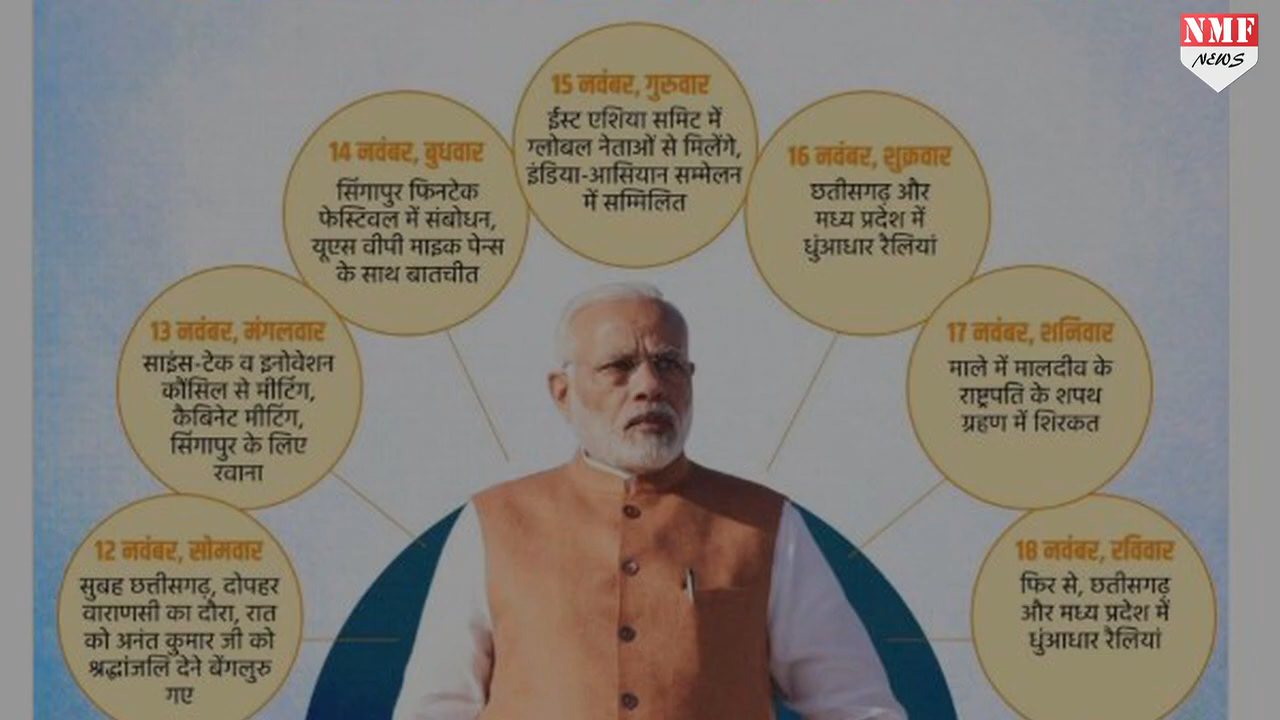 NMF
NEWS
12 नवंबर, सोमवार
सुबह छत्तीसगढ़, दोपहर
वाराणसी का दौरा, रात
को अनंत कुमार जी को
श्रद्धांजलि देने बेंगलुरु
गए
13 नवंबर, मंगलवार
साइंस-टेक व इनोवेशन
कौंसिल से मीटिंग,
कैबिनेट मीटिंग,
सिंगापुर के लिए
रवाना
14 नवंबर, बुधवार
सिंगापुर फिनटेक
फेस्टिवल में संबोधन,
यूएस वीपी माइक पेन्स
के साथ बातचीत
15 नवंबर, गुरुवार
ईस्ट एशिया समिट में
ग्लोबल नेताओं से मिलेंगे,
इंडिया-आसियान सम्मेलन
में सम्मिलित
16 नवंबर, शुक्रवार
छतीसगढ़ और
मध्य प्रदेश में
धुंआधार रैलियां
17 नवंबर, शनिवार
माले में मालदीव के
राष्ट्रपति के शपथ
ग्रहण में शिरकत
18 नवंबर, रविवार
फिर से, छतीसगढ़
और मध्य प्रदेश में
धुंआधार रैलियां